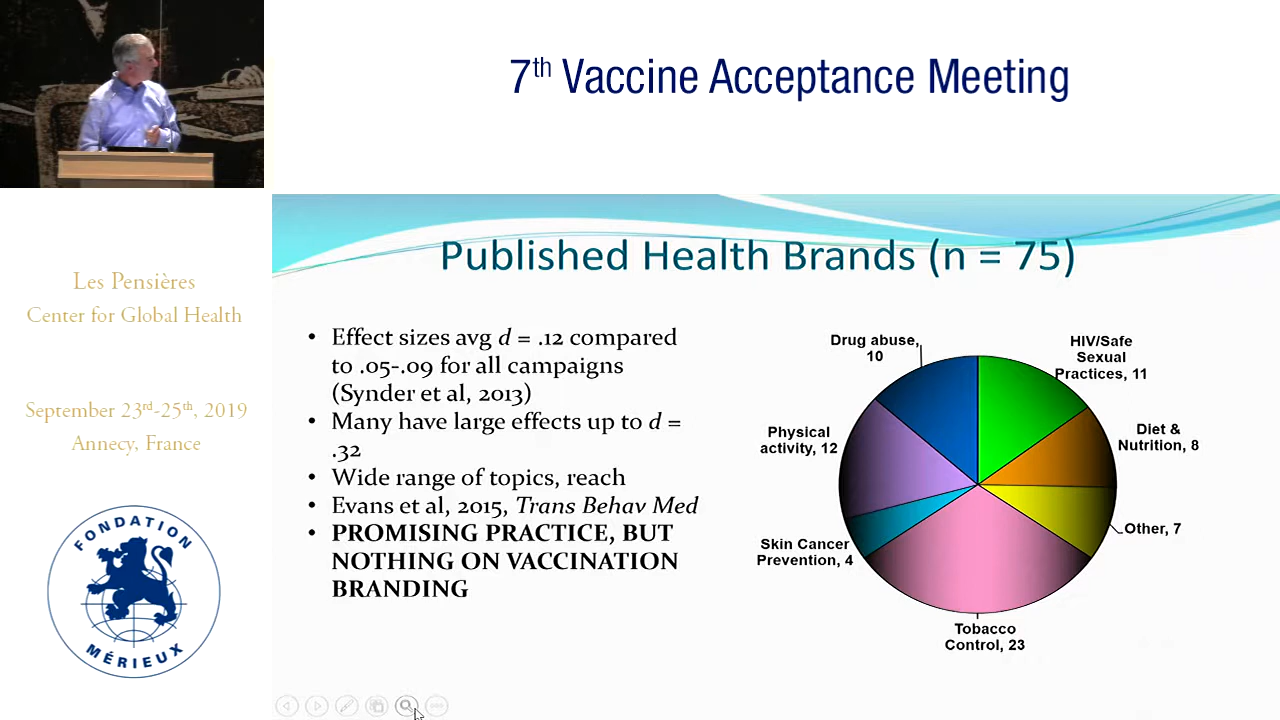 7th Vaccine Acceptance Meeting
Les Pensières
Center for Global Health
September 23rd-25th, 2019
Annecy, France
FONDATION
MÉRIEUX
Published Health Brands (n = 75)
• Effect sizes avg d = .12 compared
to .05-.09 for all campaigns
(Synder et al, 2013)
• Many have large effects up to d =
.32
• Wide range of topics, reach
• Evans et al, 2015, Trans Behav Med
• PROMISING PRACTICE, BUT
NOTHING ON VACCINATION
BRANDING
Drug abuse,
10
HIV/Safe
Sexual
Practices, 11
Diet &
Nutrition, 8
Other, 7
Tobacco
Control, 23
Skin Cancer
Prevention, 4
Physical
activity, 12